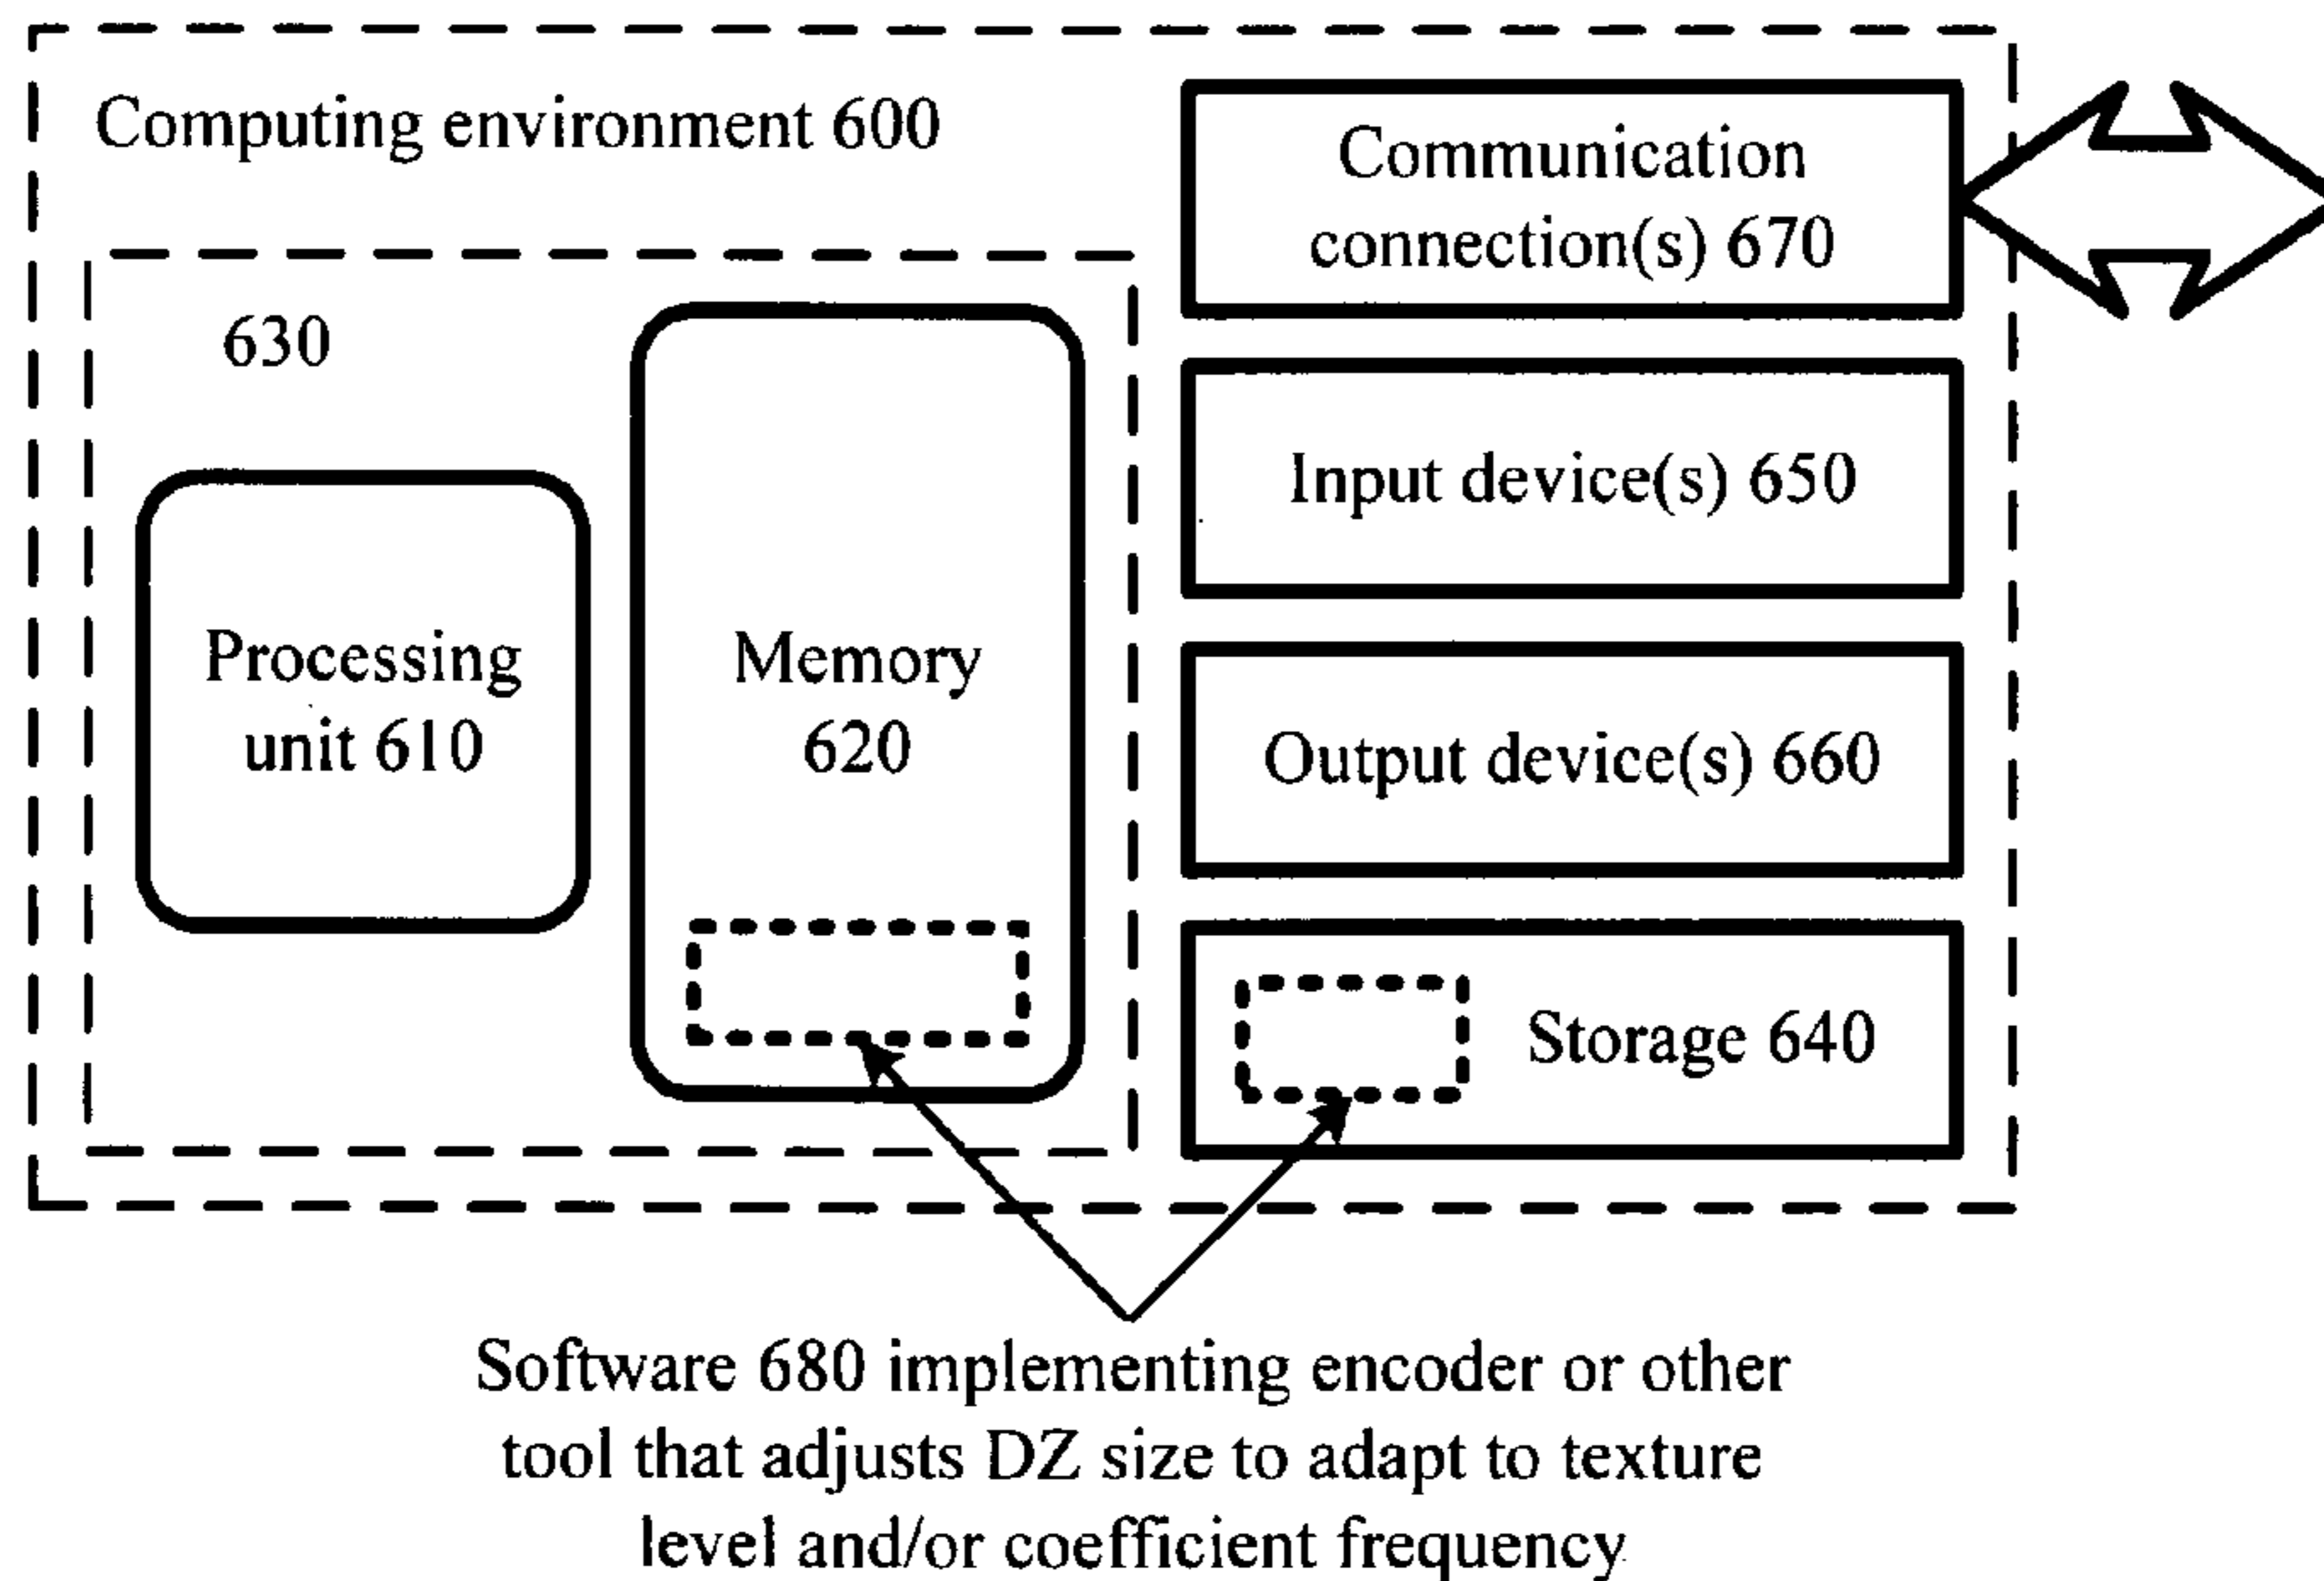 Computing environment 600
Communication
connection(s) 670
630
Input device(s) 650
Processing
unit 610
Memory
620
Output device(s) 660
Storage 640
Software 680 implementing encoder or other
tool that adjusts DZ size to adapt to texture
level and/or coefficient frequency